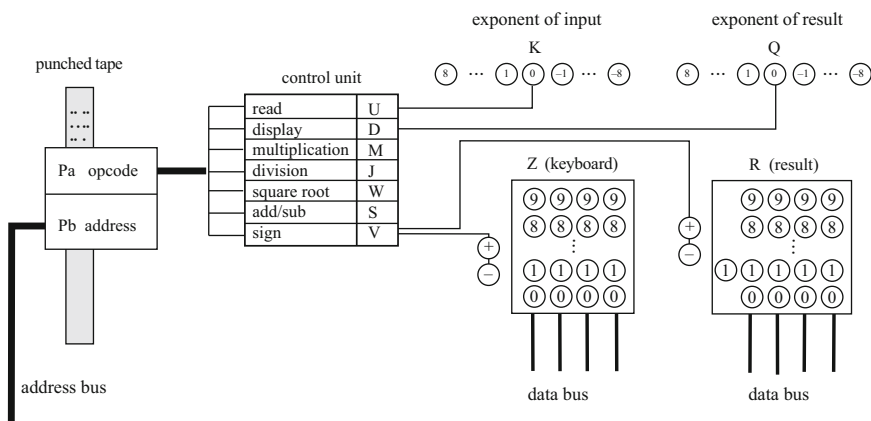 exponent of input
exponent of result
K
Q
8 ··· 1 0 –1 ··· –8
8 ··· 1 0 –1 ··· –8
punched tape
control unit
read U
display D
multiplication M
division J
square root W
add/sub S
sign V
Pa opcode
Pb address
Z (keyboard)
R (result)
+
–
+
–
9 9 9 9
8 8 8 8
1 1 1 1
0 0 0 0
9 9 9 9
8 8 8 8
1 1 1 1 1
0 0 0 0
address bus
data bus
data bus